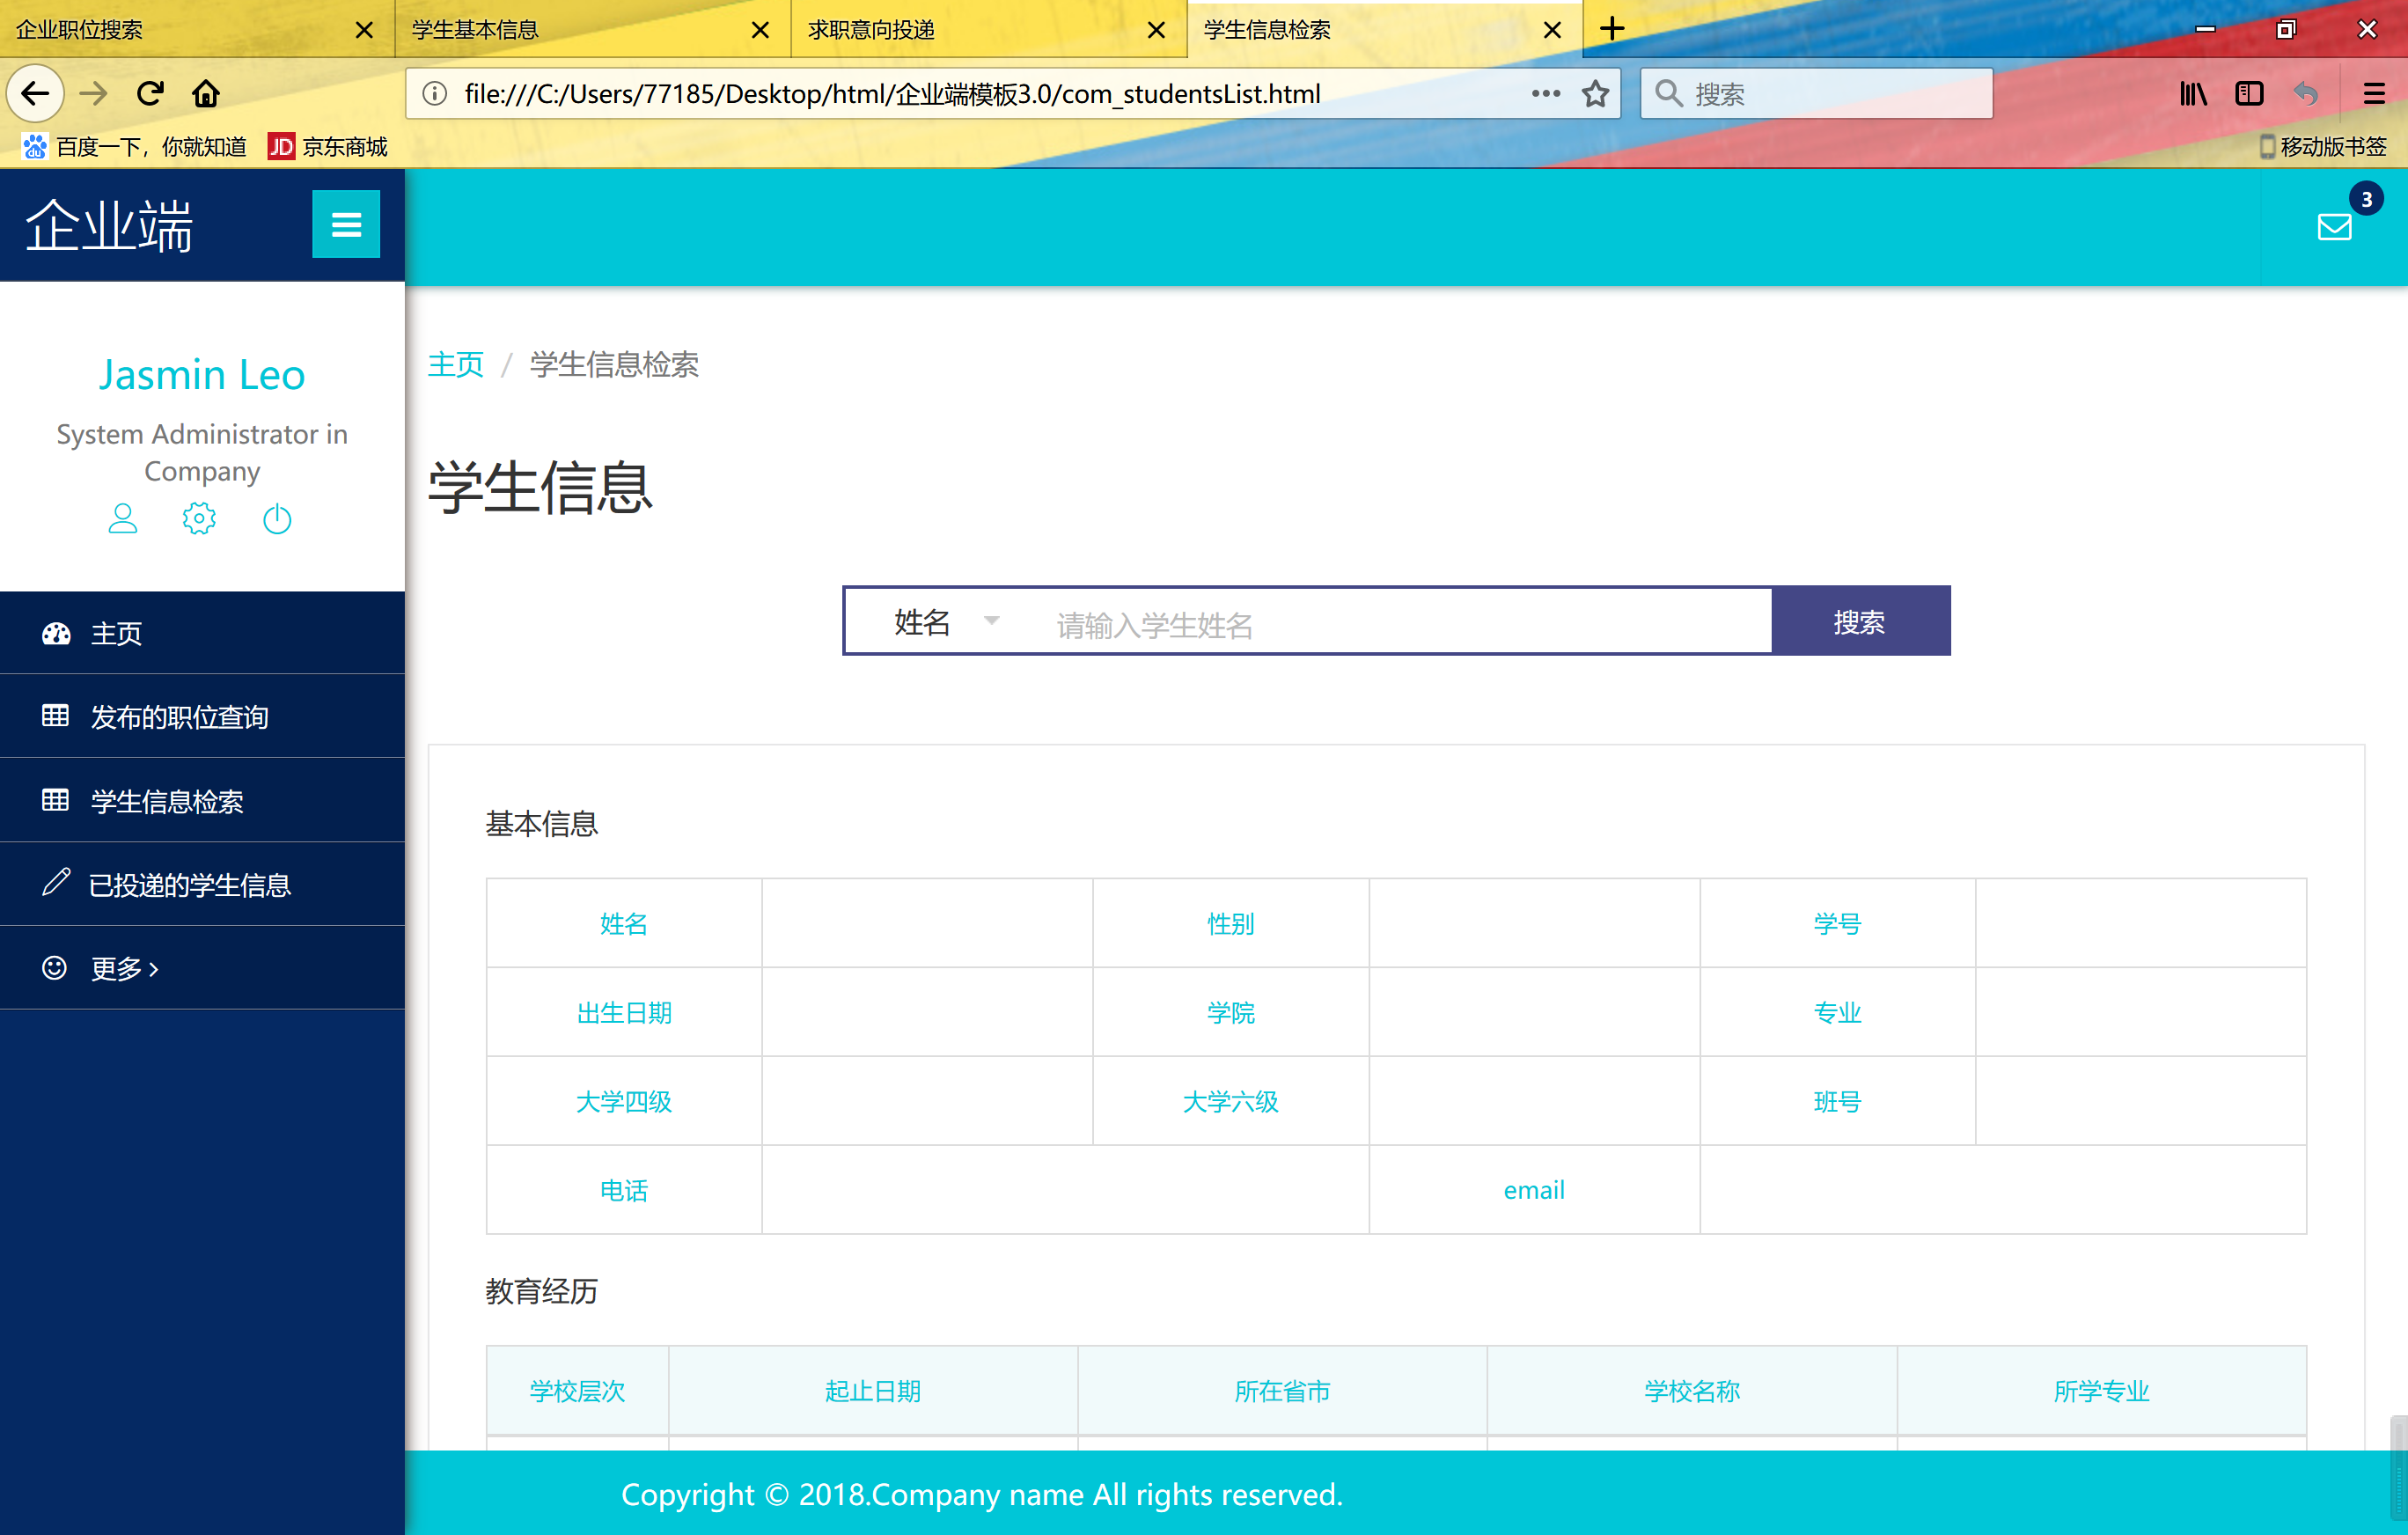 企业职位搜索
学生基本信息
求职意向投递
学生信息检索
file:///C:/Users/77185/Desktop/html/企业端模板3.0/com_studentsList.html
搜索
百度一下，你就知道
JD 京东商城
移动版书签
企业端
3
Jasmin Leo
System Administrator in
Company
主页
发布的职位查询
学生信息检索
已投递的学生信息
更多
主页 / 学生信息检索
学生信息
姓名 请输入学生姓名 搜索
基本信息
姓名 性别 学号
出生日期 学院 专业
大学四级 大学六级 班号
电话 email
教育经历
学校层次 起止日期 所在省市 学校名称 所学专业
Copyright © 2018.Company name All rights reserved.